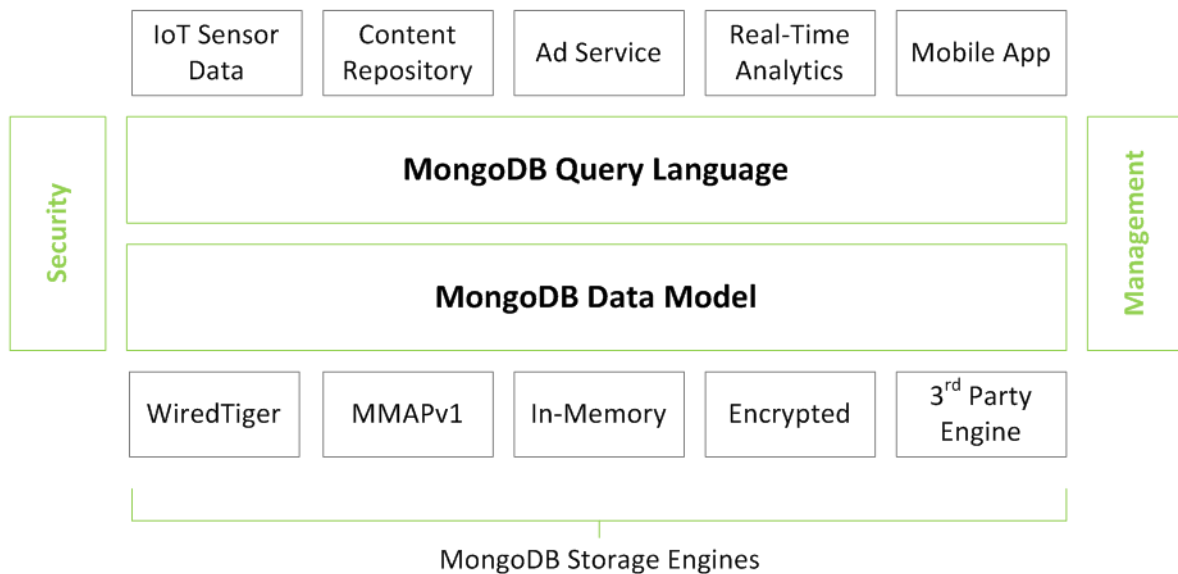 IoT Sensor
Data
Content
Repository
Ad Service
Real-Time
Analytics
Mobile App
Security
MongoDB Query Language
Management
MongoDB Data Model
WiredTiger
MMAPv1
In-Memory
Encrypted
3rd Party
Engine
MongoDB Storage Engines